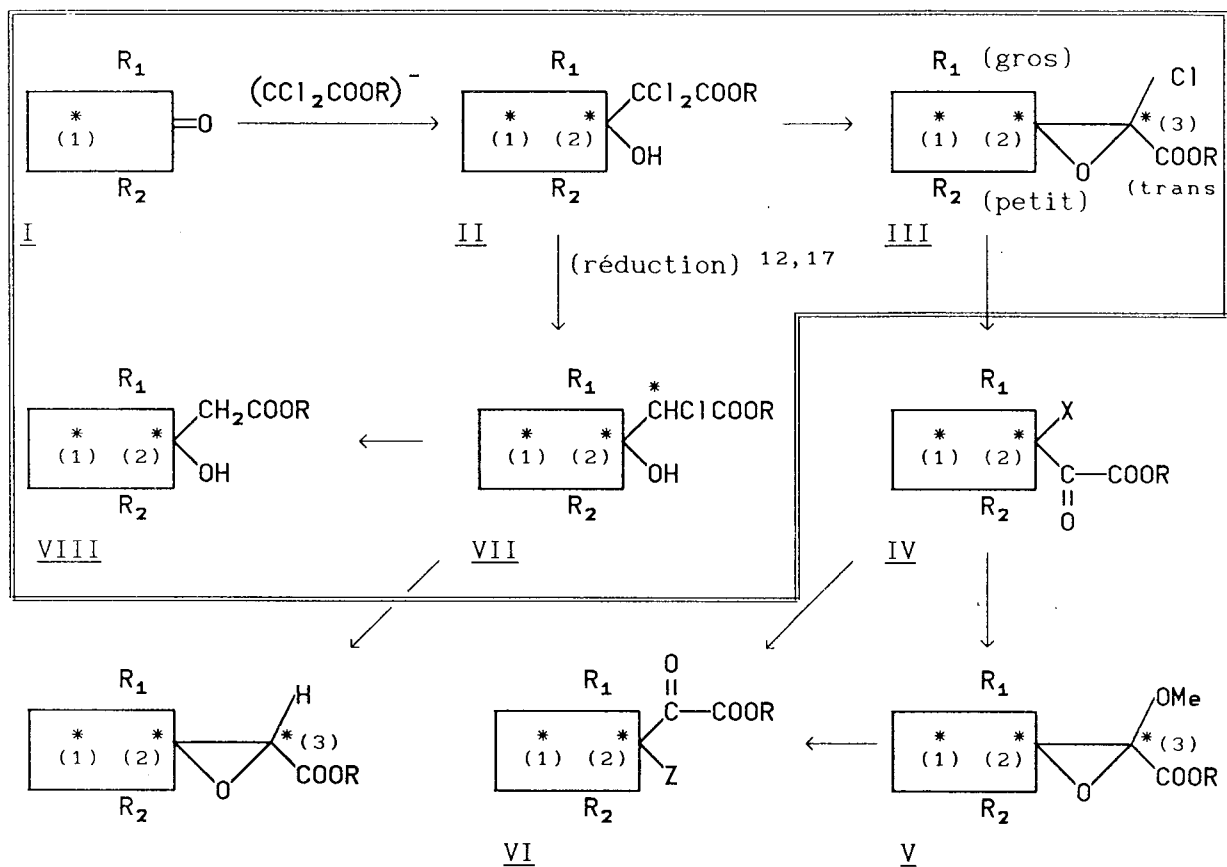 R₁ R₁ R₁ (gros) Cl
(CCl₂COOR)⁻ CCl₂COOR
* =O * * * * * (3)
(1) (1) (2) OH (1) (2) O COOR
R₂ R₂ R₂ (petit) (trans
I II III
(réduction) 12,17
R₁ R₁ * R₁
CH₂COOR CHClCOOR X
* * * * * *
(1) (2) OH (1) (2) OH (1) (2) C—COOR
R₂ R₂ R₂ O
VIII VII IV
O
R₁ H R₁ C—COOR R₁ OMe
* * * (3) * * * * * (3)
(1) (2) O COOR (1) (2) Z (1) (2) O COOR
R₂ R₂ R₂
VI V